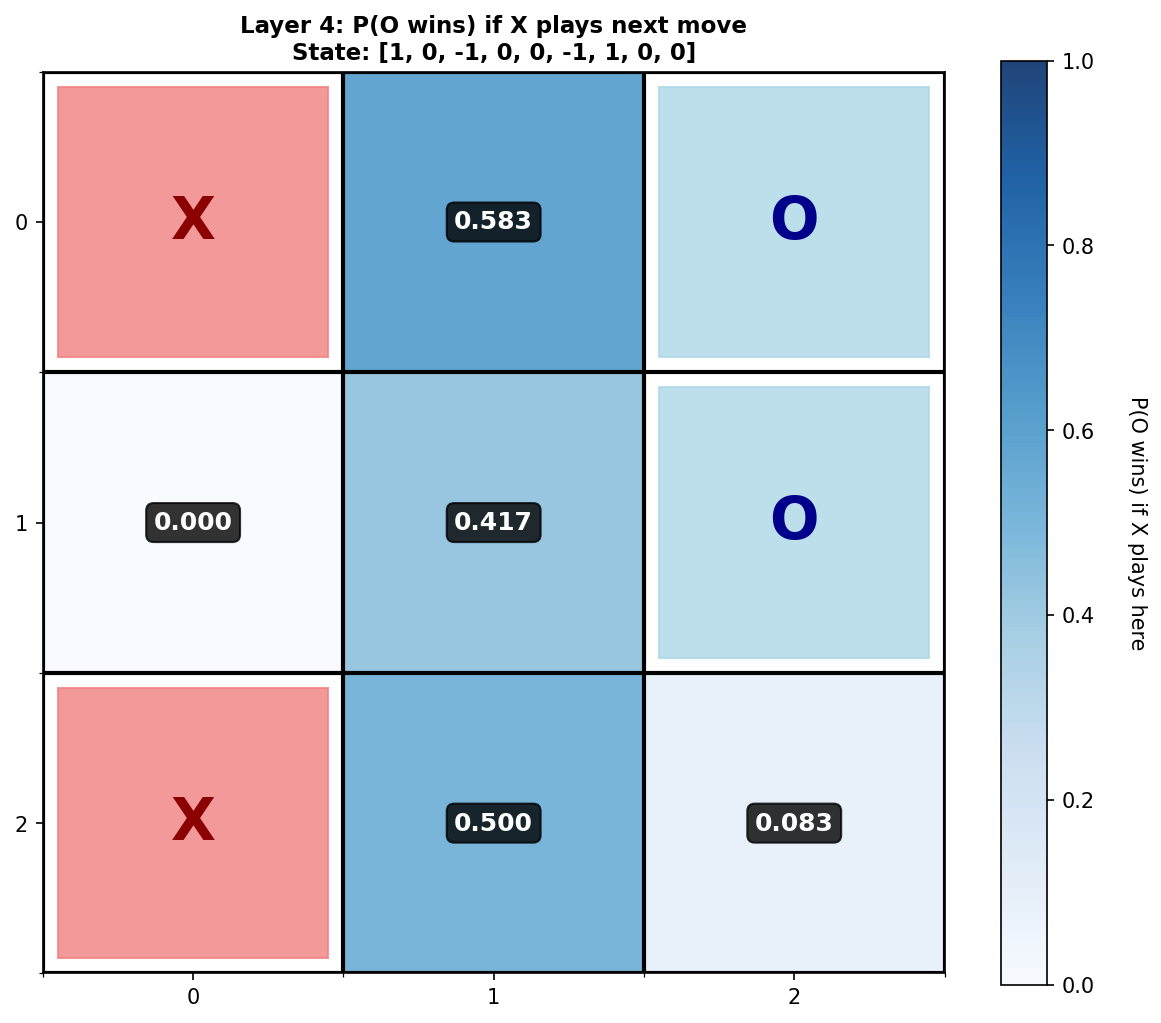 Layer 4: P(O wins) if X plays next move
State: [1, 0, -1, 0, 0, -1, 1, 0, 0]
0
X
0.583
O
1
0.000
0.417
O
2
X
0.500
0.083
0
1
2
1.0
0.8
0.6
0.4
0.2
0.0
P(O wins) if X plays here